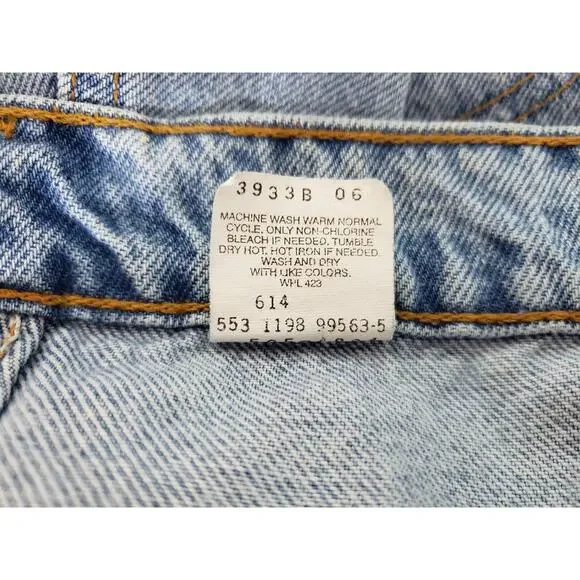 3933B 06
MACHINE WASH WARM NORMAL
CYCLE, ONLY NON-CHLORINE
BLEACH IF NEEDED. TUMBLE
DRY HOT. HOT IRON IF NEEDED.
WASH AND DRY
WITH LIKE COLORS.
WPL 423
614
553 1198 99563-5